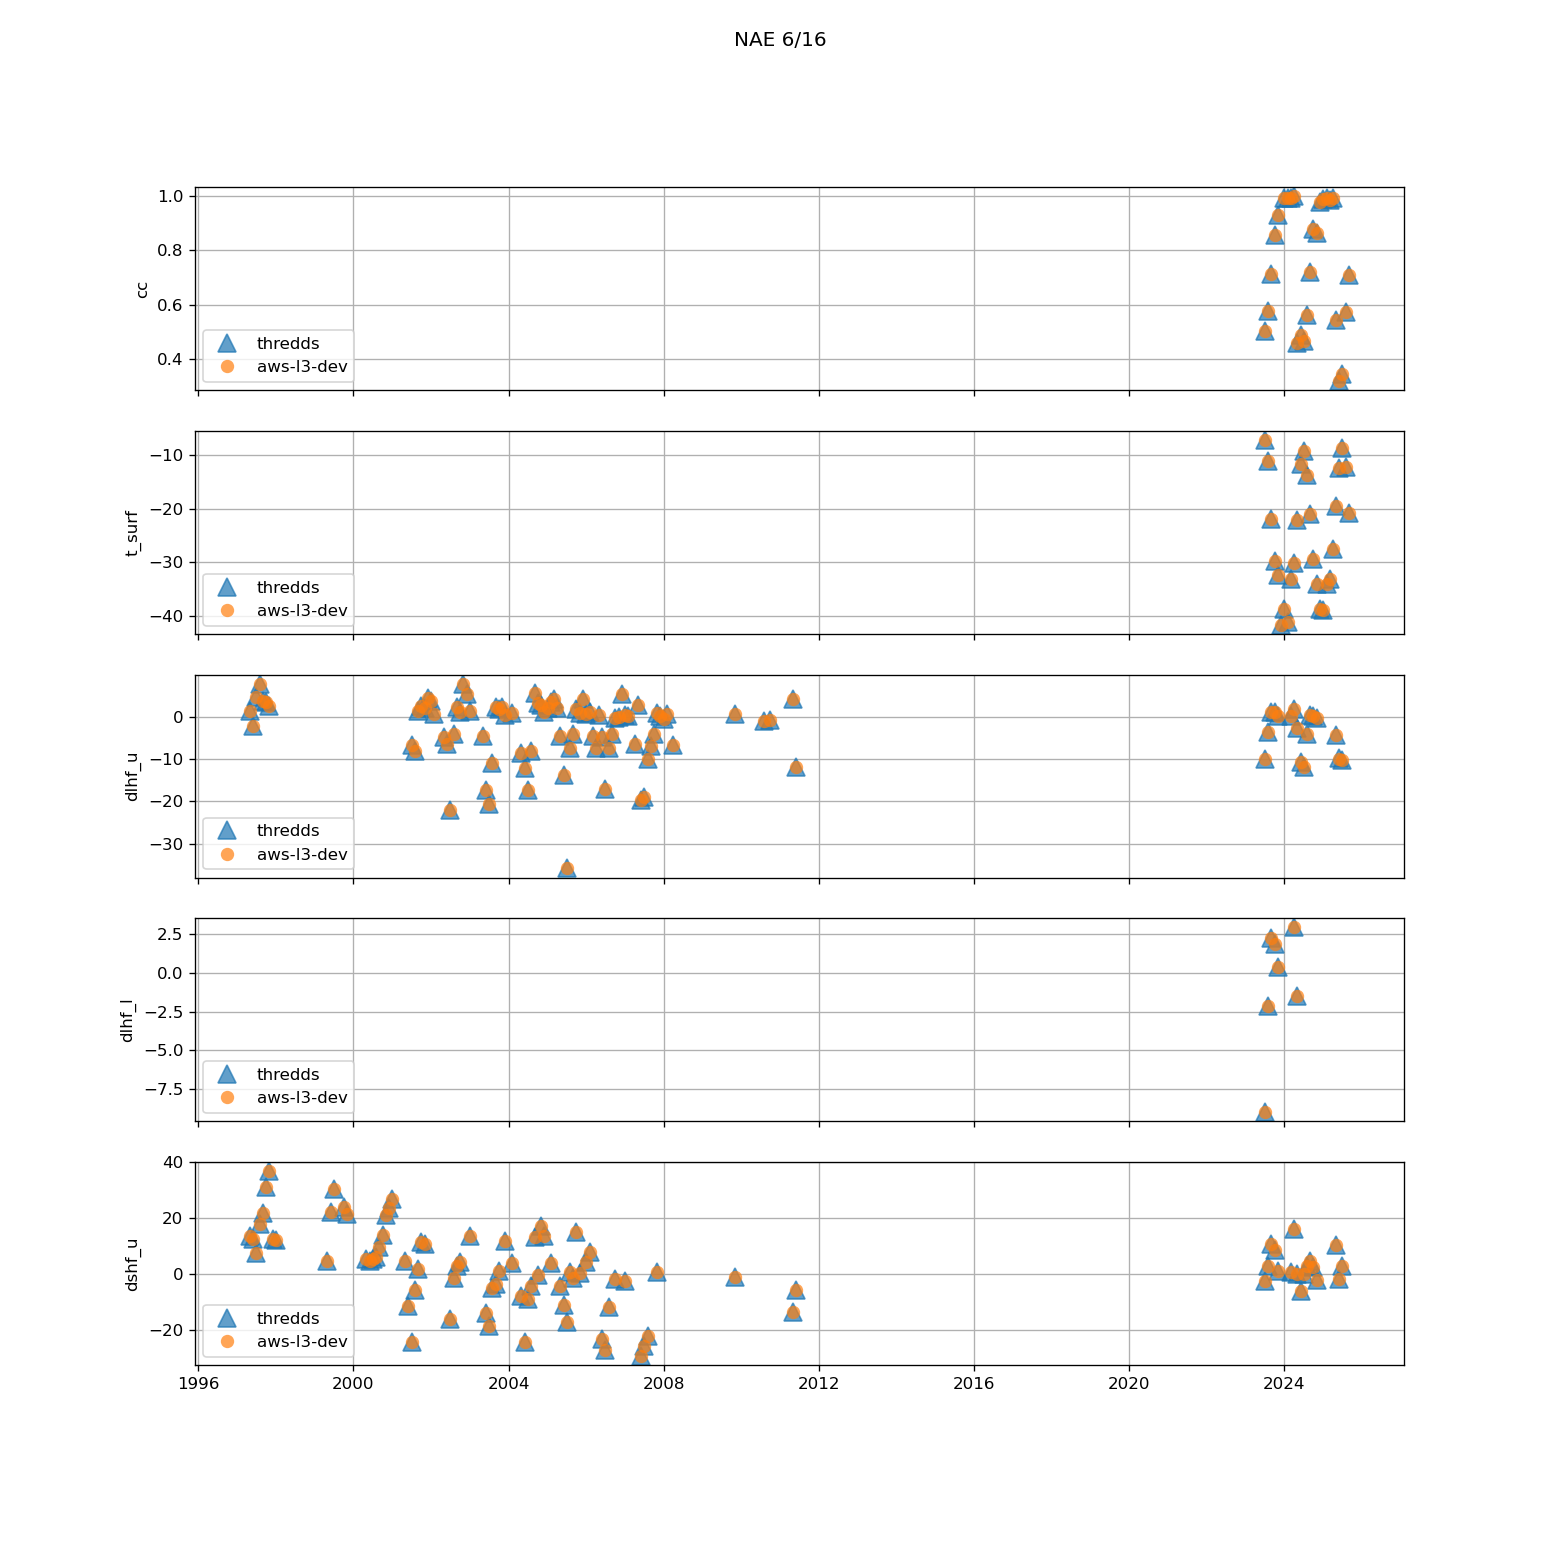 NAE 6/16
1.0
0.8
0.6
0.4
cc
thredds
aws-l3-dev
−10
−20
−30
−40
t_surf
thredds
aws-l3-dev
0
−10
−20
−30
dlhf_u
thredds
aws-l3-dev
2.5
0.0
−2.5
−5.0
−7.5
dlhf_l
thredds
aws-l3-dev
40
20
0
−20
dshf_u
thredds
aws-l3-dev
1996 2000 2004 2008 2012 2016 2020 2024